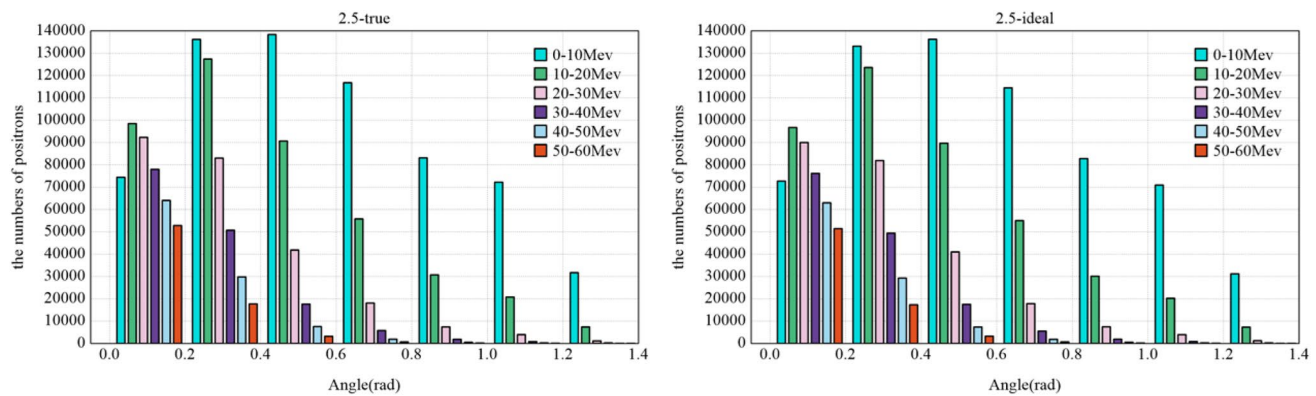 2.5-true
140000
130000
120000
110000
100000
90000
80000
70000
60000
50000
40000
30000
20000
10000
0
the numbers of positrons
0-10Mev
10-20Mev
20-30Mev
30-40Mev
40-50Mev
50-60Mev
0.0 0.2 0.4 0.6 0.8 1.0 1.2 1.4
Angle(rad)
2.5-ideal
140000
130000
120000
110000
100000
90000
80000
70000
60000
50000
40000
30000
20000
10000
0
the numbers of positrons
0-10Mev
10-20Mev
20-30Mev
30-40Mev
40-50Mev
50-60Mev
0.0 0.2 0.4 0.6 0.8 1.0 1.2 1.4
Angle(rad)